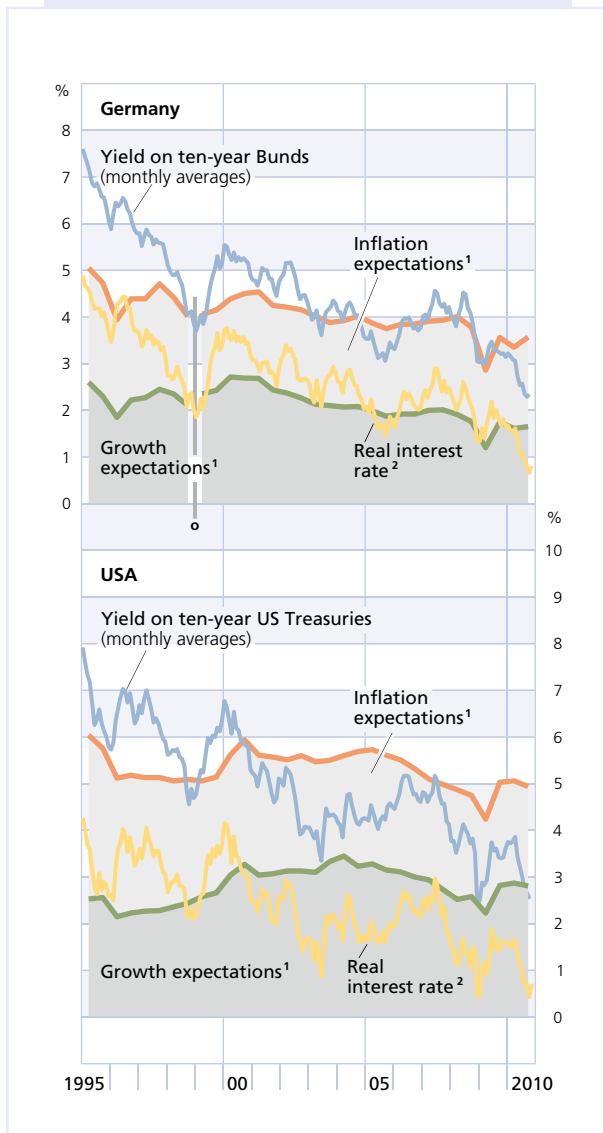 %
Germany
8
Yield on ten-year Bunds
(monthly averages)
7
6
Inflation
expectations¹
5
4
3
2
Growth
expectations¹
Real interest
rate²
1
0
o
%
10
USA
9
Yield on ten-year US Treasuries
(monthly averages)
8
7
Inflation
expectations¹
6
5
4
3
2
Growth expectations¹
Real
interest rate²
1
0
1995 00 05 2010